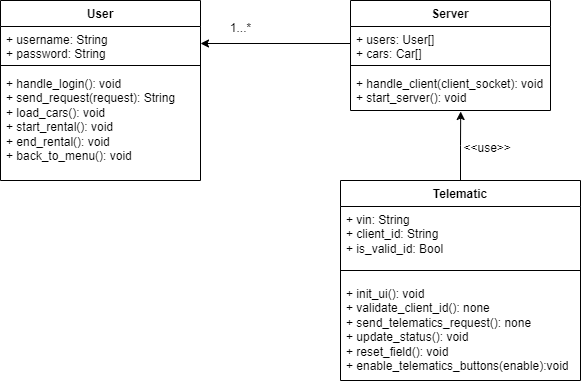 User
+ username: String
+ password: String
+ handle_login(): void
+ send_request(request): String
+ load_cars(): void
+ start_rental(): void
+ end_rental(): void
+ back_to_menu(): void
1...*
Server
+ users: User[]
+ cars: Car[]
+ handle_client(client_socket): void
+ start_server(): void
<<use>>
Telematic
+ vin: String
+ client_id: String
+ is_valid_id: Bool
+ init_ui(): void
+ validate_client_id(): none
+ send_telematics_request(): none
+ update_status(): void
+ reset_field(): void
+ enable_telematics_buttons(enable):void